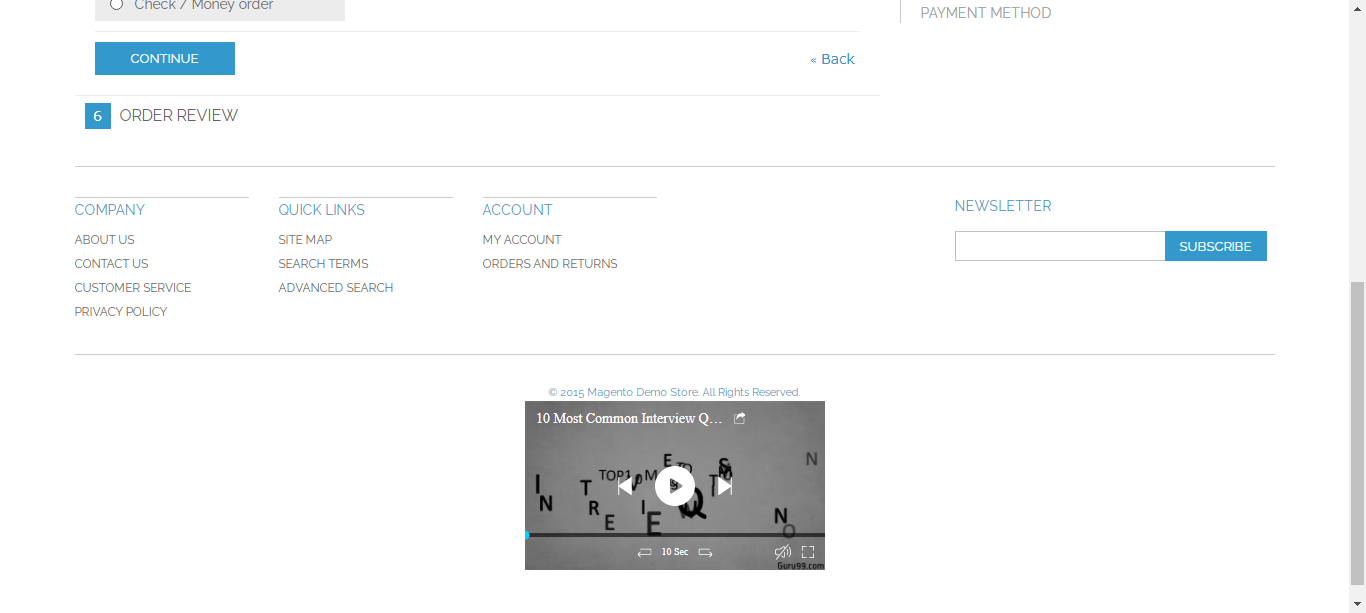 Check / Money order
PAYMENT METHOD
CONTINUE
« Back
6 ORDER REVIEW
COMPANY
ABOUT US
CONTACT US
CUSTOMER SERVICE
PRIVACY POLICY
QUICK LINKS
SITE MAP
SEARCH TERMS
ADVANCED SEARCH
ACCOUNT
MY ACCOUNT
ORDERS AND RETURNS
NEWSLETTER
SUBSCRIBE
© 2015 Magento Demo Store. All Rights Reserved.
10 Most Common Interview Q...
10 Sec
Guru99.com